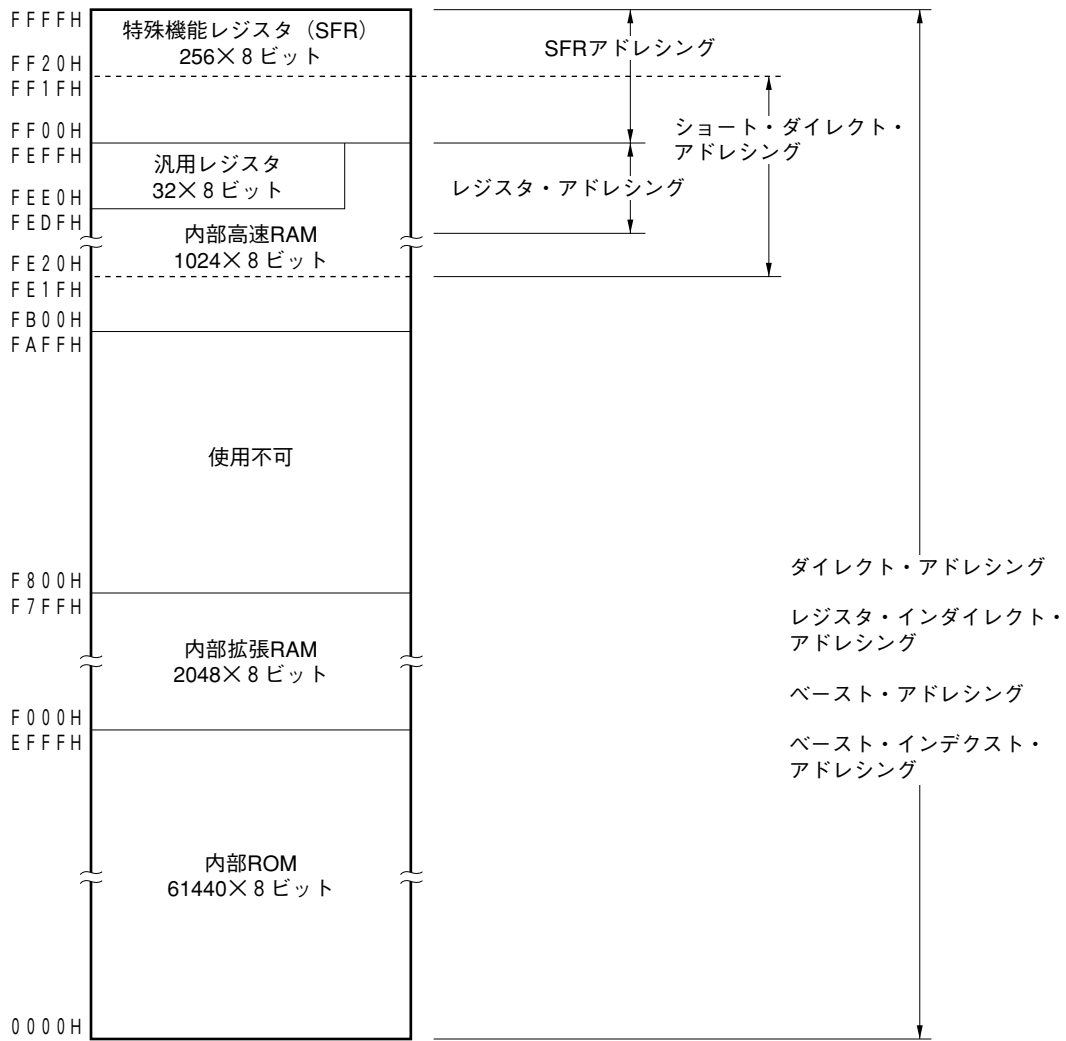 FFFFH
特殊機能レジスタ（SFR）
256×8ビット
FF20H
FF1FH
FF00H
FEFFH
汎用レジスタ
32×8ビット
FEE0H
FEDFH
内部高速RAM
1024×8ビット
FE20H
FE1FH
FB00H
FAFFH
使用不可
F800H
F7FFH
内部拡張RAM
2048×8ビット
F000H
EFFFH
内部ROM
61440×8ビット
0000H
SFRアドレシング
ショート・ダイレクト・
アドレシング
レジスタ・アドレシング
ダイレクト・アドレシング
レジスタ・インダイレクト・
アドレシング
ベースト・アドレシング
ベースト・インデクスト・
アドレシング